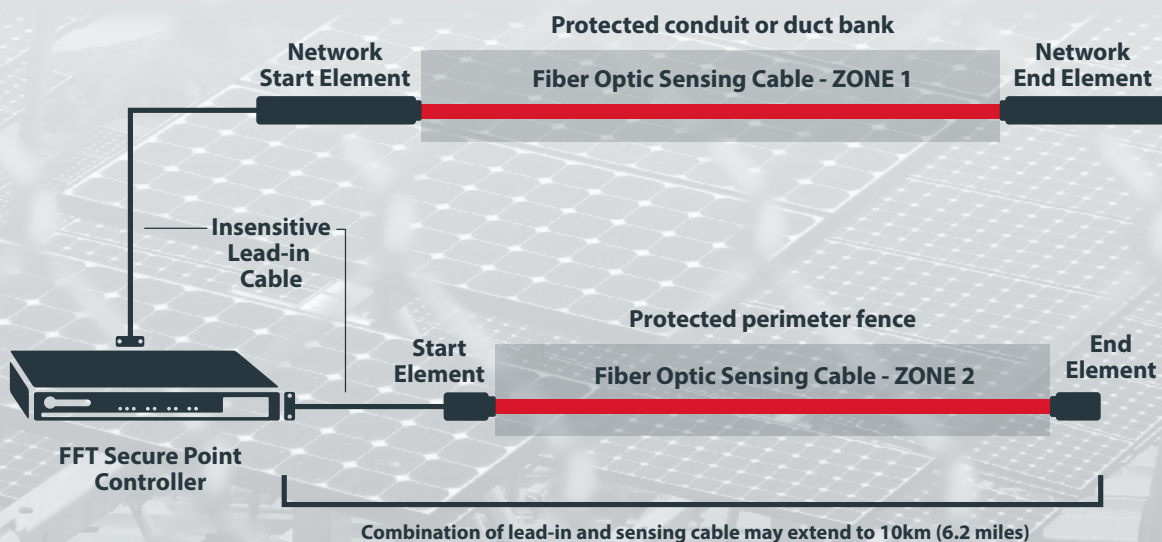 Protected conduit or duct bank
Network
Start Element
Fiber Optic Sensing Cable - ZONE 1
Network
End Element
Insensitive
Lead-in
Cable
Protected perimeter fence
Start
Element
Fiber Optic Sensing Cable - ZONE 2
End
Element
FFT Secure Point
Controller
Combination of lead-in and sensing cable may extend to 10km (6.2 miles)